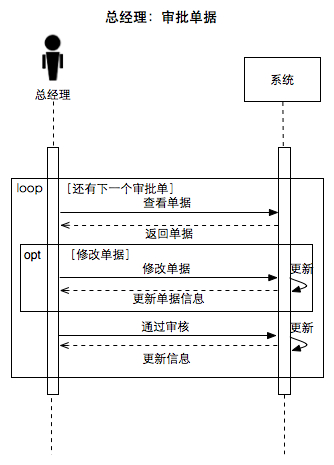 总经理：审批单据
总经理
系统
loop
[还有下一个审批单]
查看单据
返回单据
opt
[修改单据]
修改单据
更新
更新单据信息
通过审核
更新
更新信息